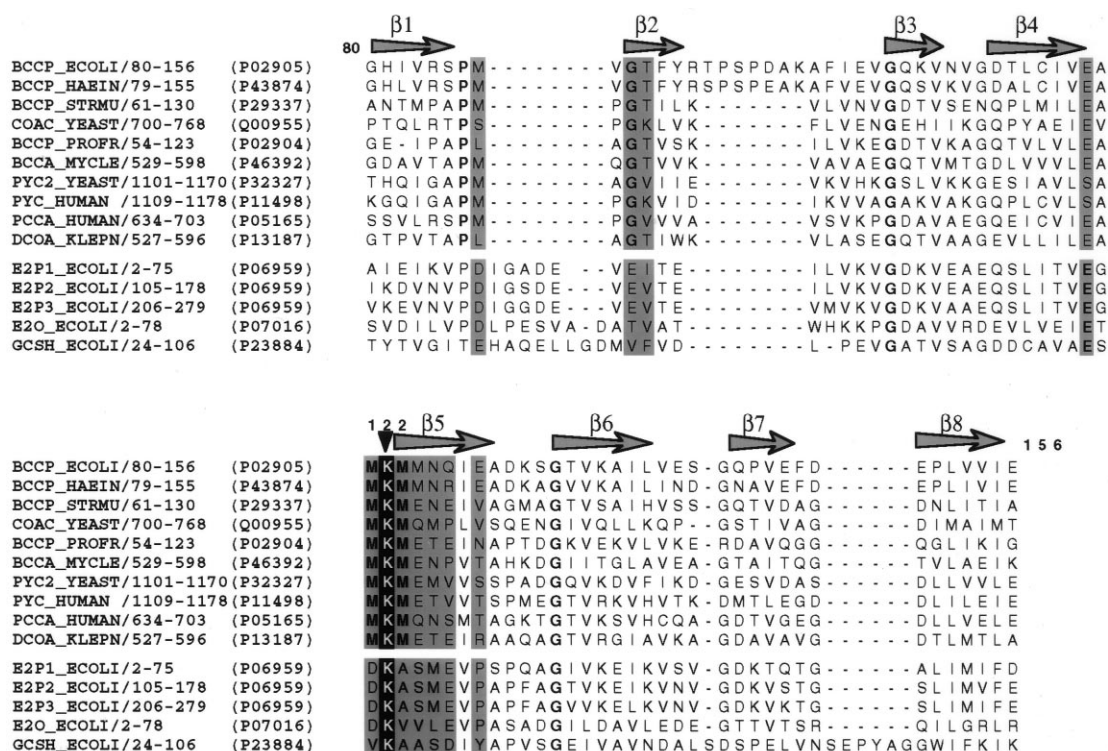 β1 β2 β3 β4
80
BCCP_ECOLI/80-156 (P02905) GHIVRSPM--------VGTFYRTPSPDAKAFIEVGQKVNVGDTLCIVEA
BCCP_HAEIN/79-155 (P43874) GHLVRSPM--------VGTFYRSPSPEAKAFVEVGQSVKVGDALCIVEA
BCCP_STRMU/61-130 (P29337) ANTMPAPM--------VGTILK-------VLVNVGDTVSENQPLMILEA
COAC_YEAST/700-768 (Q00955) PTQLRTPS--------PGKLVK-------FLVENGEHIIKGQPYAEIEV
BCCP_PROFR/54-123 (P02904) GE-IPAPL--------AGTVSK-------ILVKEGDTVKAGQTVLVLEA
BCCA_MYCLE/529-598 (P46392) GDAVTAPM--------QGTVVK-------VAVAEGQTVMTGDLVVVLEA
PYC2_YEAST/1101-1170 (P32327) THQIGAPM--------AGVIIE-------VKVHKGSLVKKGESIAVLSA
PYC_HUMAN /1109-1178 (P11498) KGQIGAPM--------PGKVID-------IKVVAGAKVAKGQPLCVLSA
PCCA_HUMAN/634-703 (P05165) SSVLRSPM--------PGVVVA-------VSVKPGDAVAEGQEICVIEA
DCOA_KLEPN/527-596 (P13187) GTPVTAPL--------AGTIWK-------VLASEGQTVAAGEVLLILEA
E2P1_ECOLI/2-75 (P06959) AIEIKVPDIGADE--VEITE-------ILVKVGDKVEAEQSLITVEG
E2P2_ECOLI/105-178 (P06959) IKDVNVPDIGSDE--VEVTE-------ILVKVGDKVEAEQSLITVEG
E2P3_ECOLI/206-279 (P06959) VKEVNVPDIGGDE--VEVTE-------VMVKVGDKVAAEQSLITVEG
E2O_ECOLI/2-78 (P07016) SVDILVPDLPESVA-DATVAT-------WHKKPGDAVVRDEVLVEIET
GCSH_ECOLI/24-106 (P23884) TYTVGITEHAQELLGDMVFVD--------L-PEVGATVSAGDDCAVAES
122 β5 β6 β7 β8
156
BCCP_ECOLI/80-156 (P02905) MKMMNQIEADKSGTVKAILVES-GQPVEFD------EPLVVIE
BCCP_HAEIN/79-155 (P43874) MKMMNRIEADKAGVVKAILIND-GNAVEFD------EPLIVIE
BCCP_STRMU/61-130 (P29337) MKMENEIVAGMAGTVSAIHVSS-GQTVDAG------DNLITIA
COAC_YEAST/700-768 (Q00955) MKMQMPLVSQENGIVQLLKQP-GSTIVAG------DIMAIMT
BCCP_PROFR/54-123 (P02904) MKMETEINAPTDGKVEKVLVKE-RDAVQGG------QGLIKIG
BCCA_MYCLE/529-598 (P46392) MKMENPVTAHKDGIITGLAVEA-GTAITQG------TVLAEIK
PYC2_YEAST/1101-1170 (P32327) MKMEMVVSSPADGQVKDVFIKD-GESVDAS------DLLVVLE
PYC_HUMAN /1109-1178 (P11498) MKMETVVTSPMEGTVRKVHVTK-DMTLEGD------DLILEIE
PCCA_HUMAN/634-703 (P05165) MKMQNSMTAGKTGTVKSVHCQA-GDTVGEG------DLLVELE
DCOA_KLEPN/527-596 (P13187) MKMETEIRAAQAGTVRGIAVKA-GDAVAVG------DTLMTLA
E2P1_ECOLI/2-75 (P06959) DKASMEVPSPQAGIVKEIKVSV-GDKTQTG------ALIMIFD
E2P2_ECOLI/105-178 (P06959) DKASMEVPAPFAGTVKEIKVNV-GDKVSTG------SLIMVFE
E2P3_ECOLI/206-279 (P06959) DKASMEVPAPFAGVVKELKVNV-GDKVKTG------SLIMIFE
E2O_ECOLI/2-78 (P07016) DKVVLEVPASADGILDAVLEDE-GTTVTSR------QILGRLR
GCSH_ECOLI/24-106 (P23884) VKAASDIYAPVSGEIVAVNDALSDSPELVNSEPYAGGWIFKIK